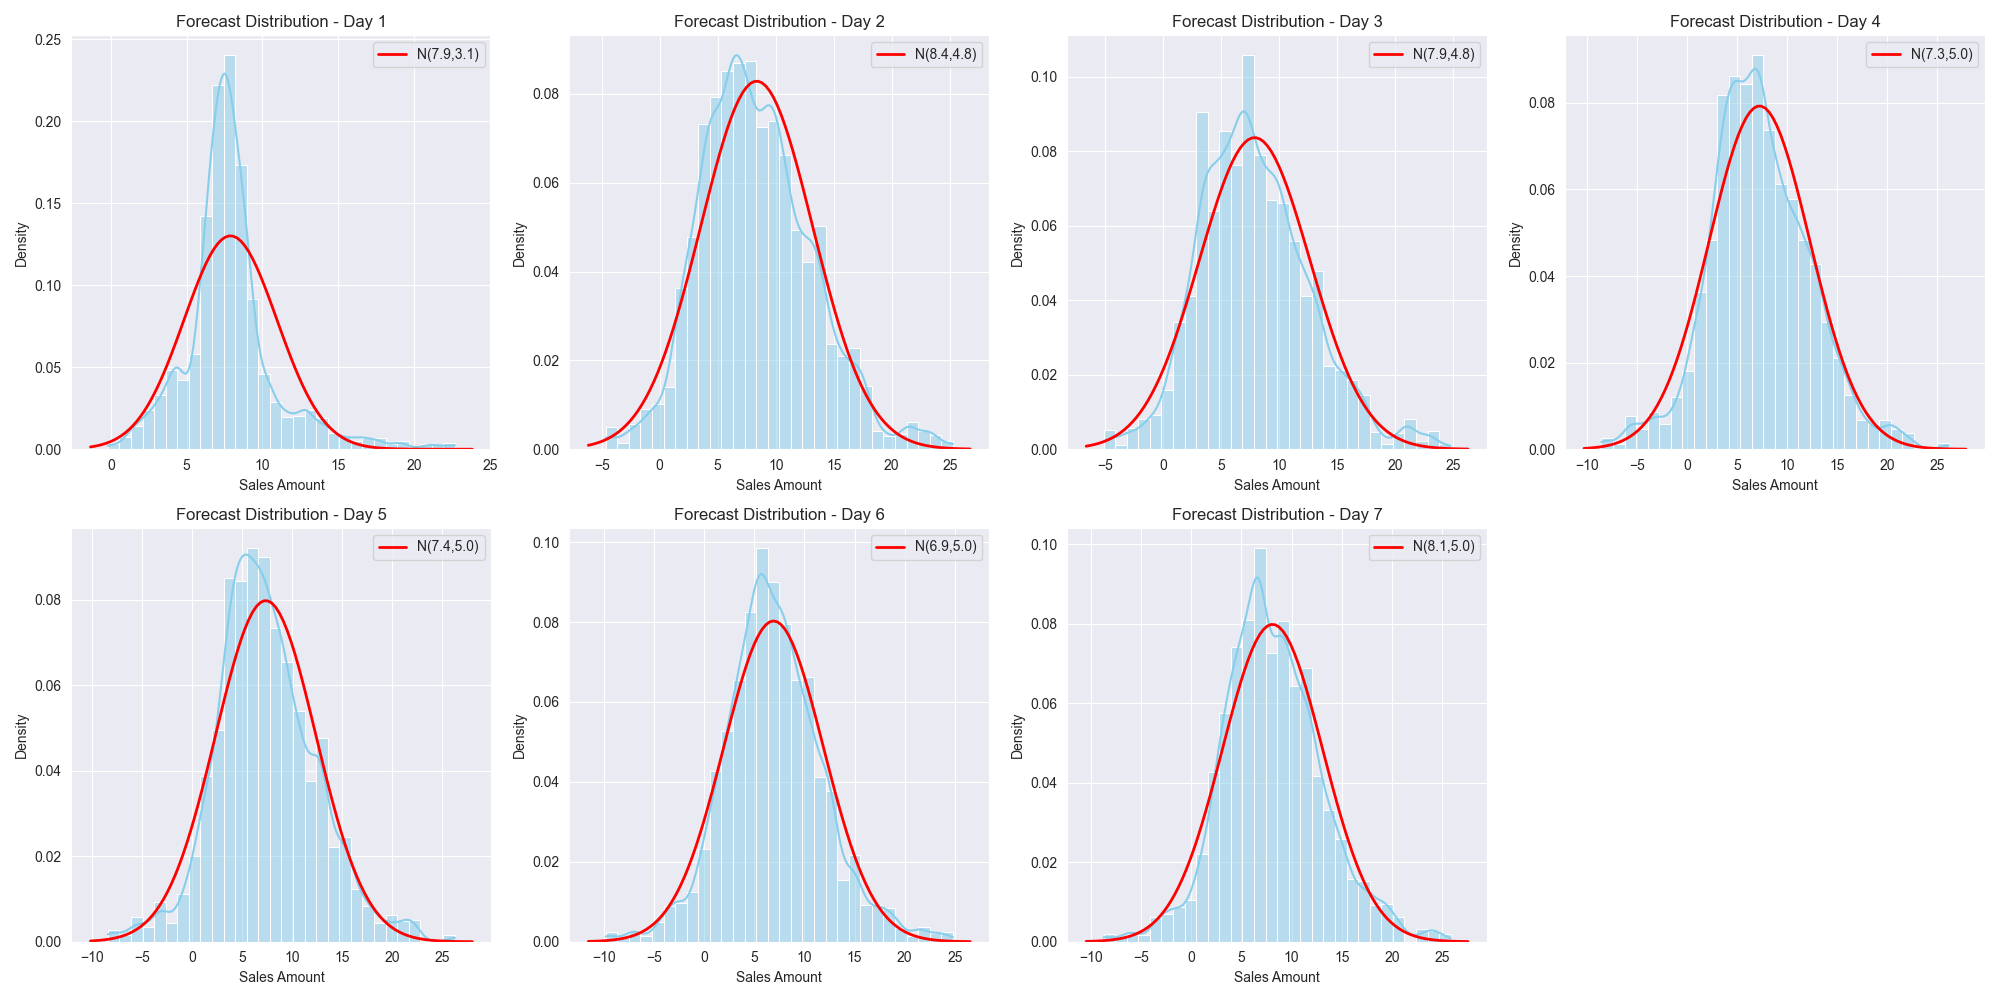 Forecast Distribution - Day 1
N(7.9,3.1)
Density
0.25
0.20
0.15
0.10
0.05
0.00
0 5 10 15 20 25
Sales Amount
Forecast Distribution - Day 2
N(8.4,4.8)
Density
0.08
0.06
0.04
0.02
0.00
−5 0 5 10 15 20 25
Sales Amount
Forecast Distribution - Day 3
N(7.9,4.8)
Density
0.10
0.08
0.06
0.04
0.02
0.00
−5 0 5 10 15 20 25
Sales Amount
Forecast Distribution - Day 4
N(7.3,5.0)
Density
0.08
0.06
0.04
0.02
0.00
−10 −5 0 5 10 15 20 25
Sales Amount
Forecast Distribution - Day 5
N(7.4,5.0)
Density
0.08
0.06
0.04
0.02
0.00
−10 −5 0 5 10 15 20 25
Sales Amount
Forecast Distribution - Day 6
N(6.9,5.0)
Density
0.10
0.08
0.06
0.04
0.02
0.00
−10 −5 0 5 10 15 20 25
Sales Amount
Forecast Distribution - Day 7
N(8.1,5.0)
Density
0.10
0.08
0.06
0.04
0.02
0.00
−10 −5 0 5 10 15 20 25
Sales Amount